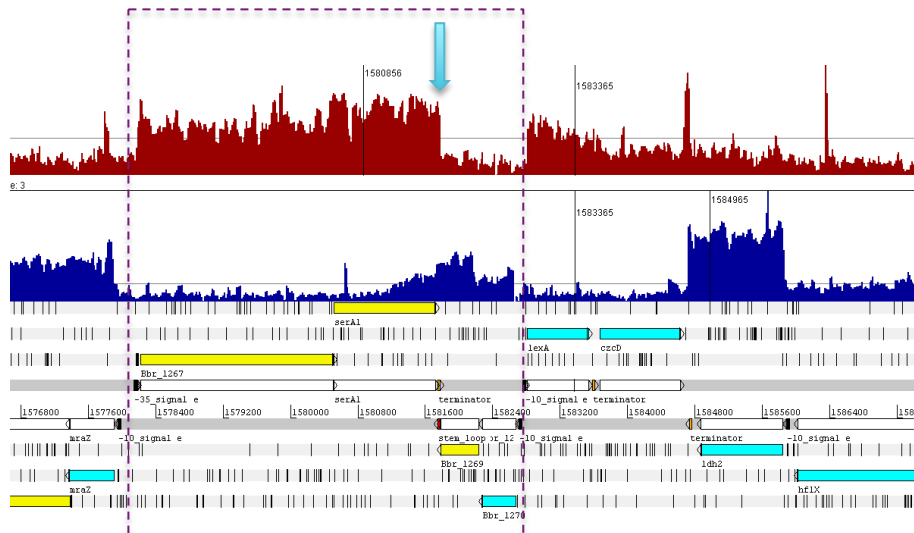 1580856
1583365
e: 3
1583365
1584965
serA1
lexA czcD
Bbr_1267
-35_signal e serA1 terminator -10_signal e terminator
1576800 1577600 1578400 1579200 1580000 1580800 1581600 1582400 1583200 1584000 1584800 1585600 1586400
mraZ -10_signal e stem_loop or_12 -10_signal e terminator -10_signal e
Bbr_1269 ldh2
mraZ hflX
Bbr_1270